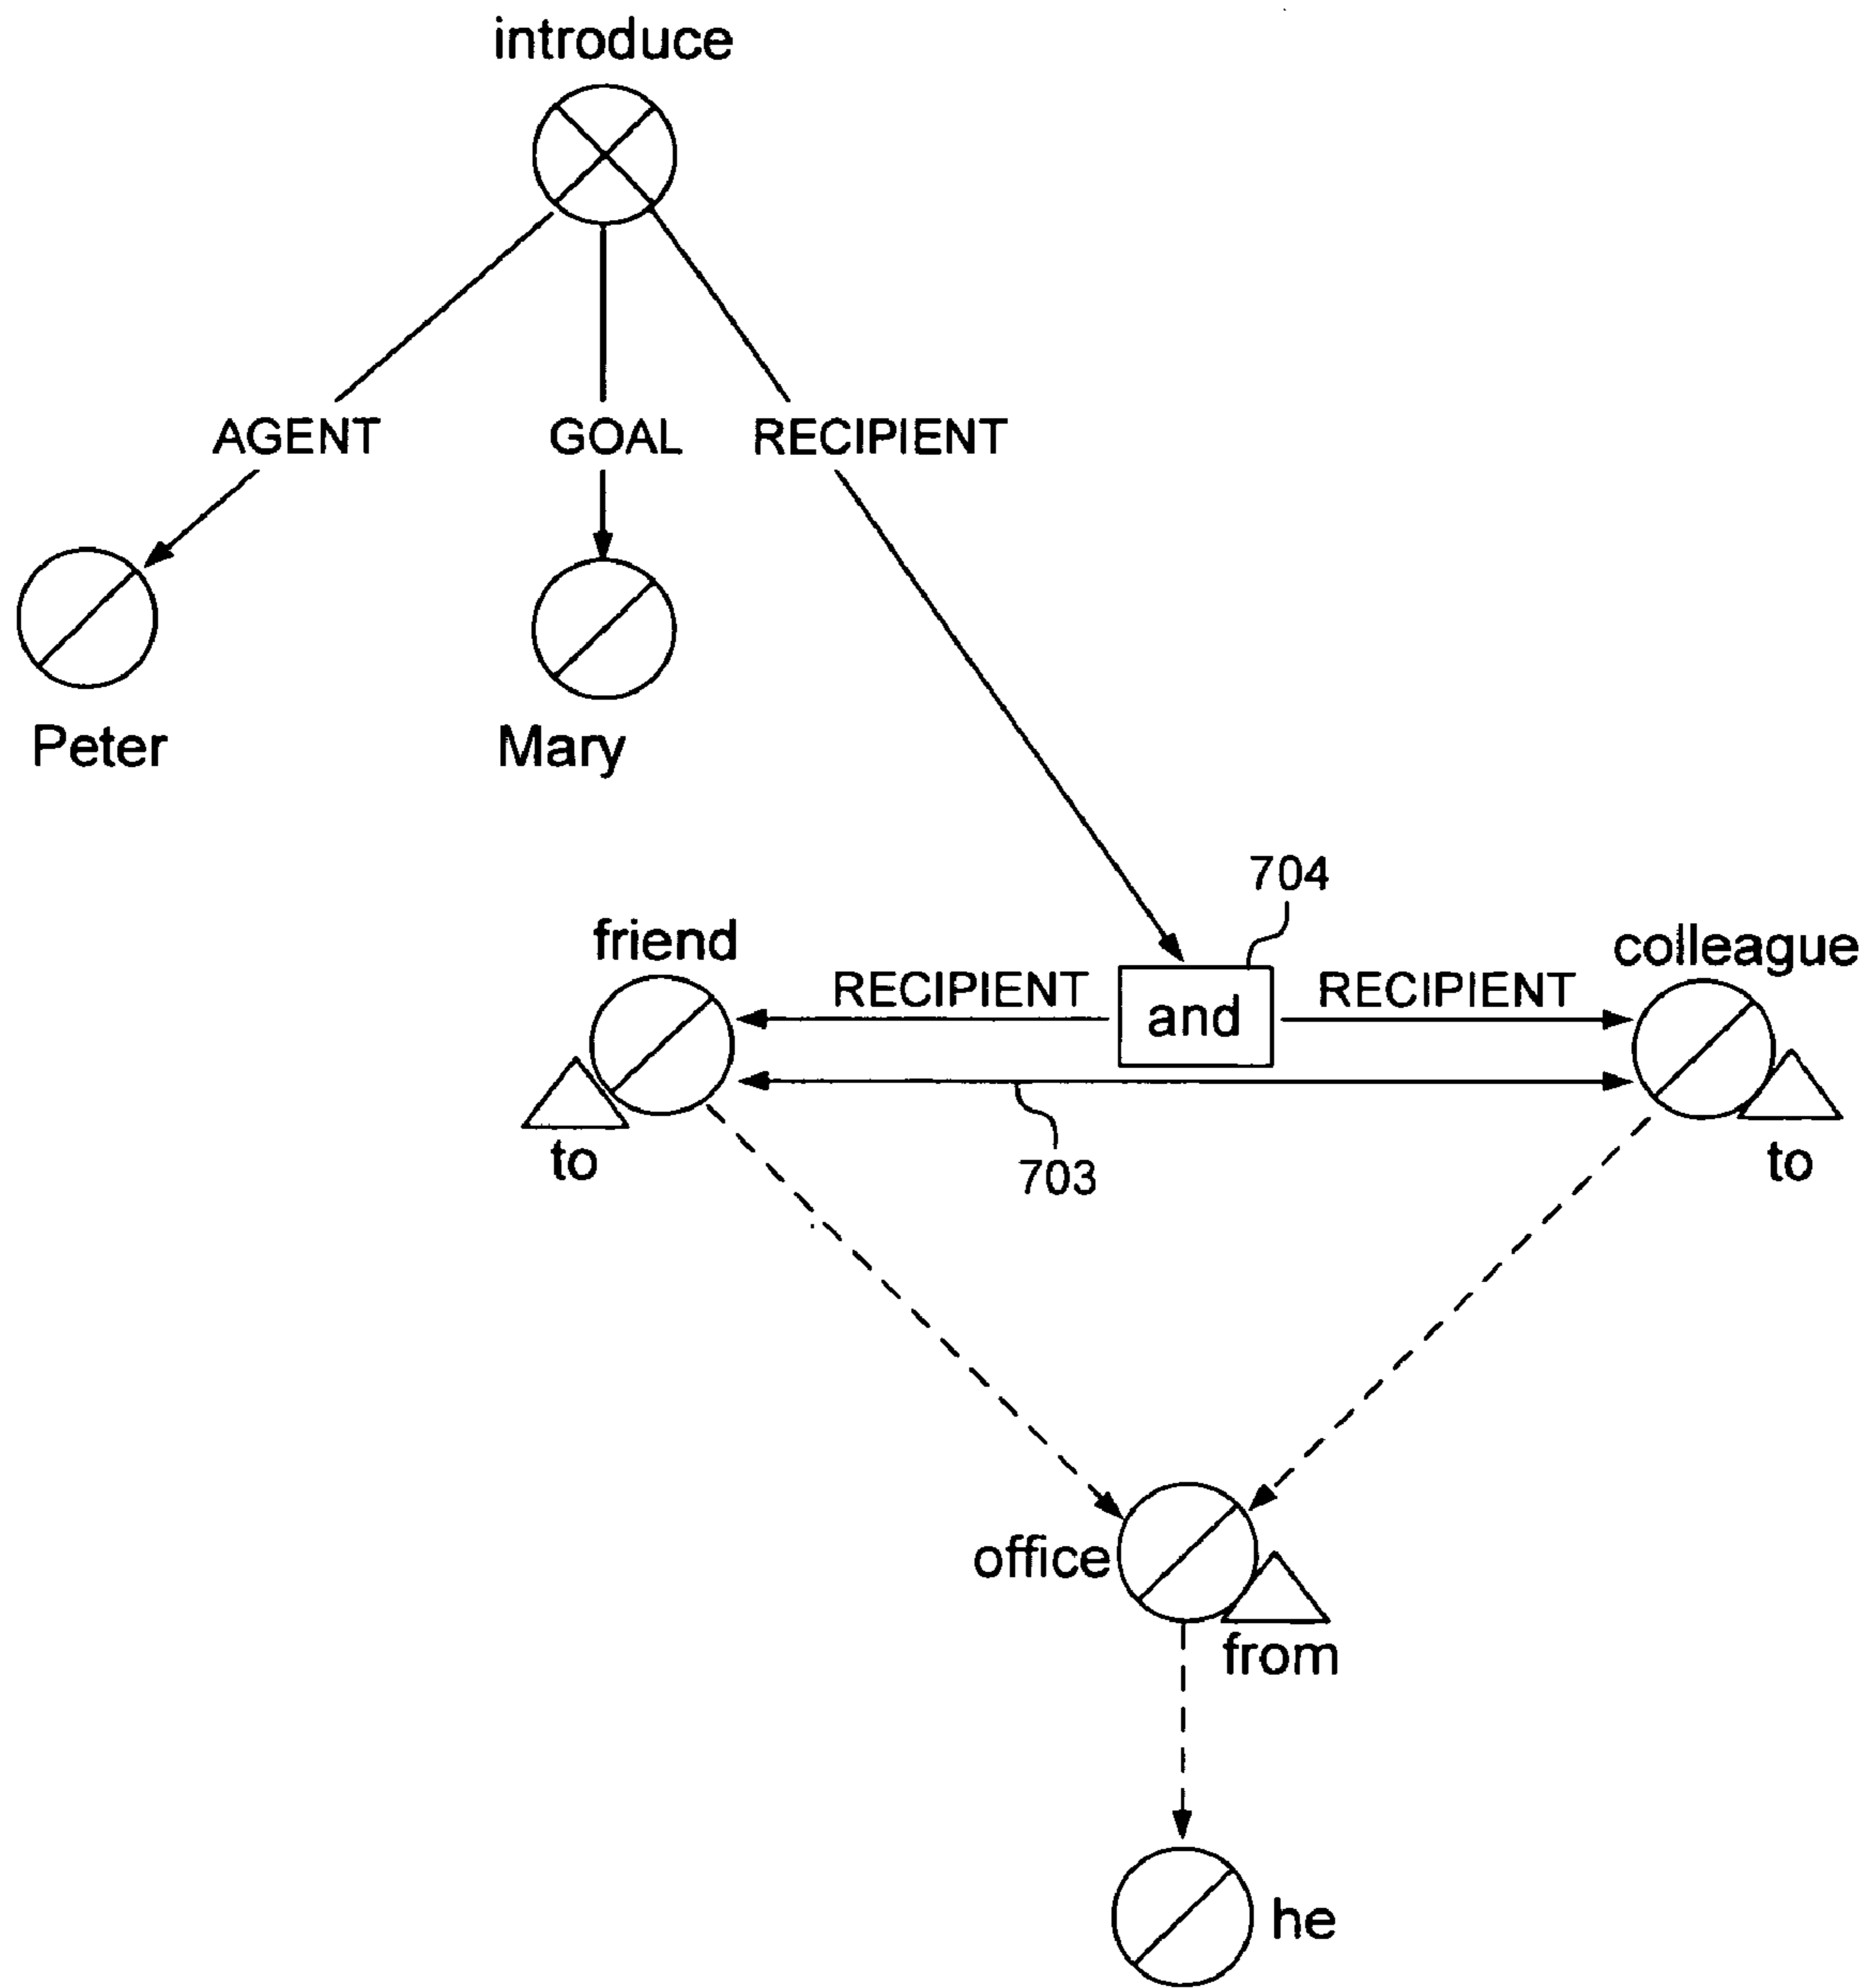 introduce
AGENT GOAL RECIPIENT
Peter Mary
704
friend colleague
RECIPIENT and RECIPIENT
to 703 to
office
from
he